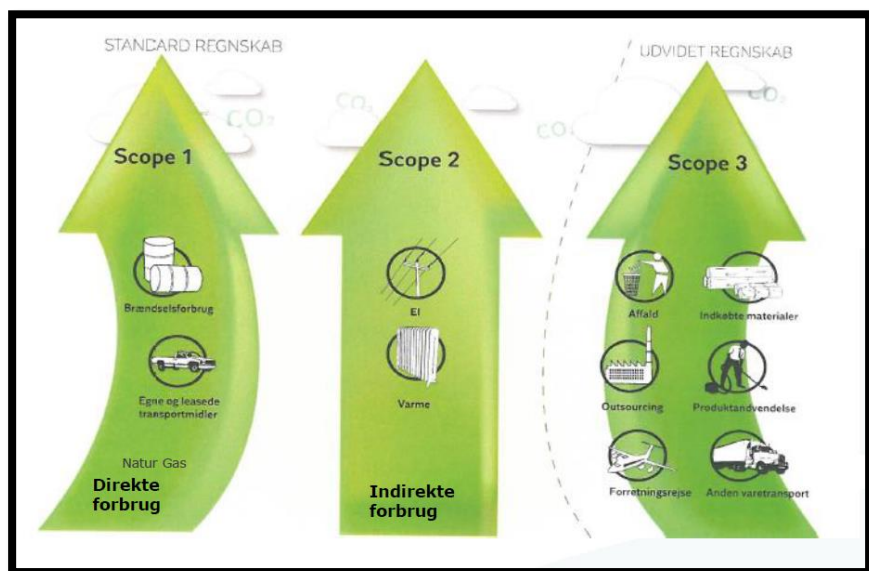 STANDARD REGNSKAB
UDVIDET REGNSKAB
CO₂
CO₂
CO₂
CO₂
Scope 1
Scope 2
Scope 3
Brændselsforbrug
El
Affald
Indkøbte materialer
Egne og leasede
transportmidler
Varme
Outsourcing
Produktandvendelse
Natur Gas
Direkte
forbrug
Indirekte
forbrug
Forretningsrejse
Anden varetransport